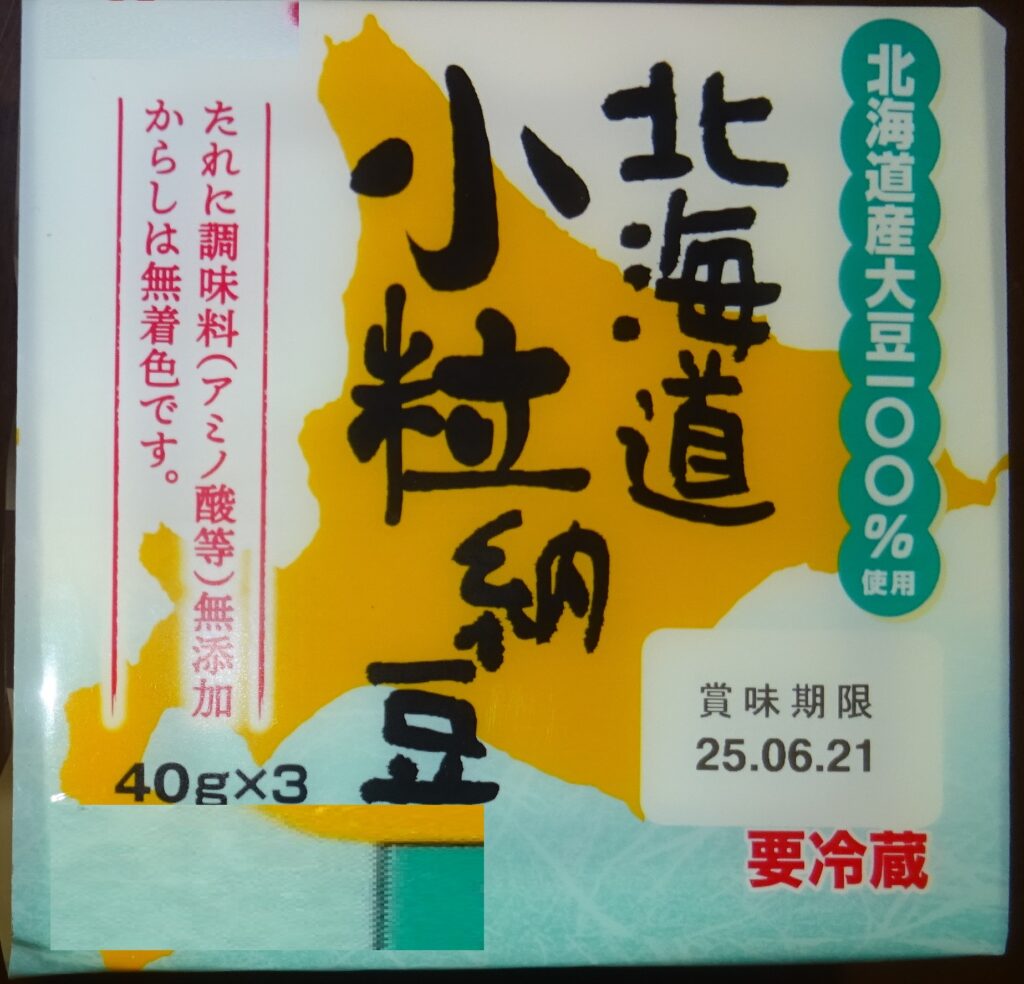 北海道産大豆一〇〇%使用
北海道
小粒
納豆
たれに調味料(アミノ酸等)無添加
からしは無着色です。
40g×3
賞味期限
25.06.21
要冷蔵